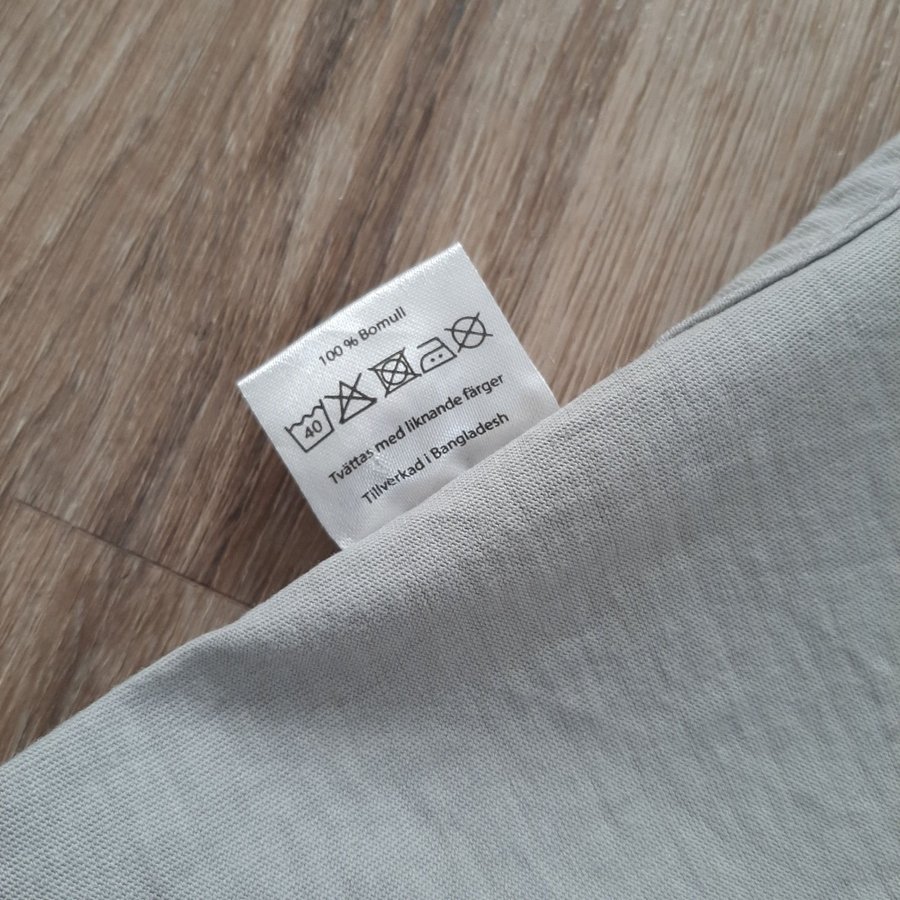 100 % Bomull
40
Tvättas med liknande färger
Tillverkad i Bangladesh